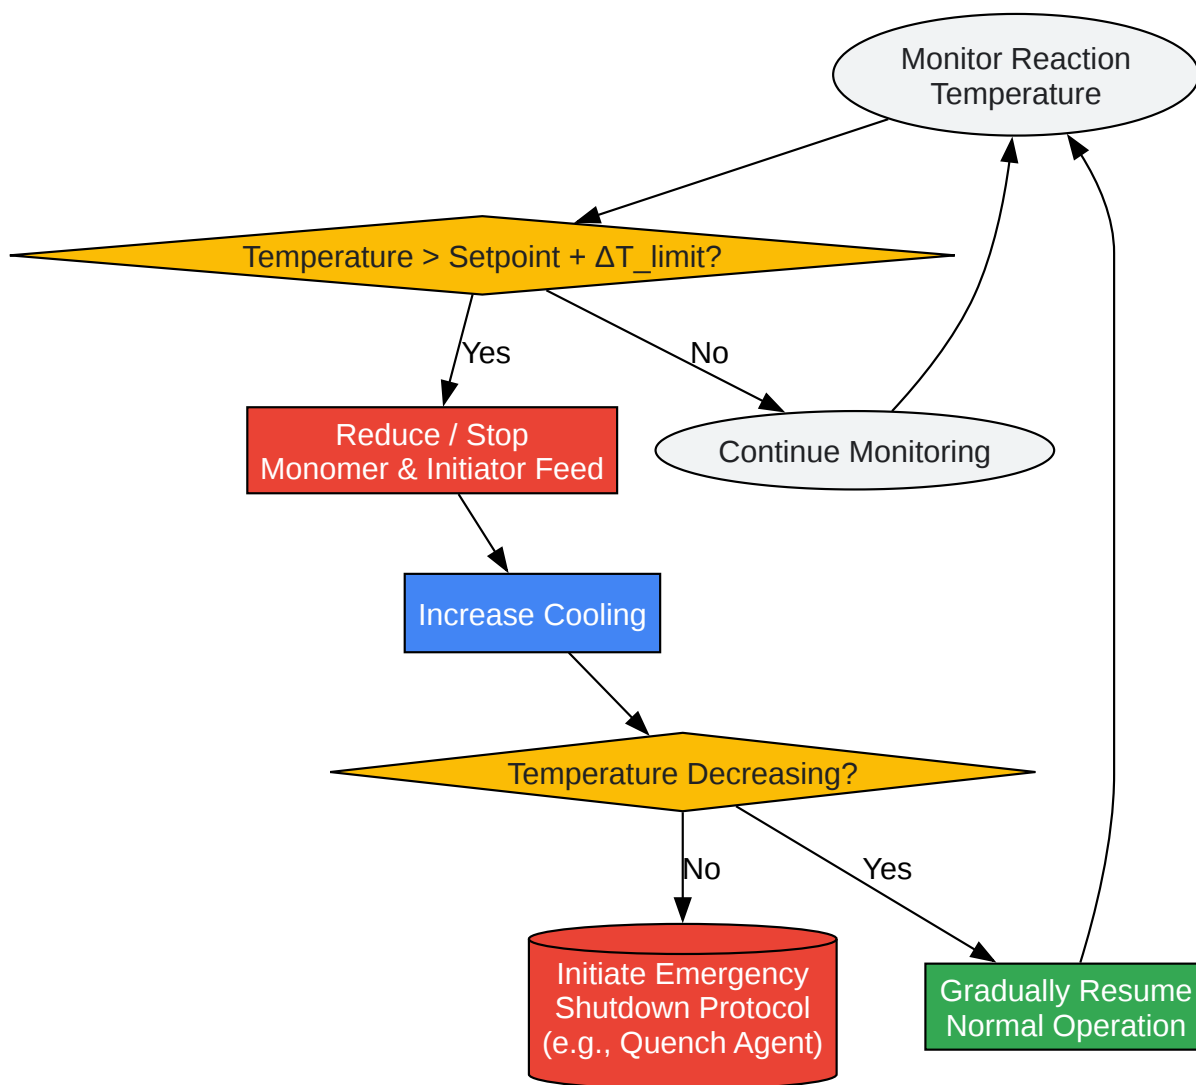 Monitor Reaction
Temperature
Temperature > Setpoint + ΔT_limit?
Yes
No
Reduce / Stop
Monomer & Initiator Feed
Continue Monitoring
Increase Cooling
Temperature Decreasing?
No
Yes
Initiate Emergency
Shutdown Protocol
(e.g., Quench Agent)
Gradually Resume
Normal Operation